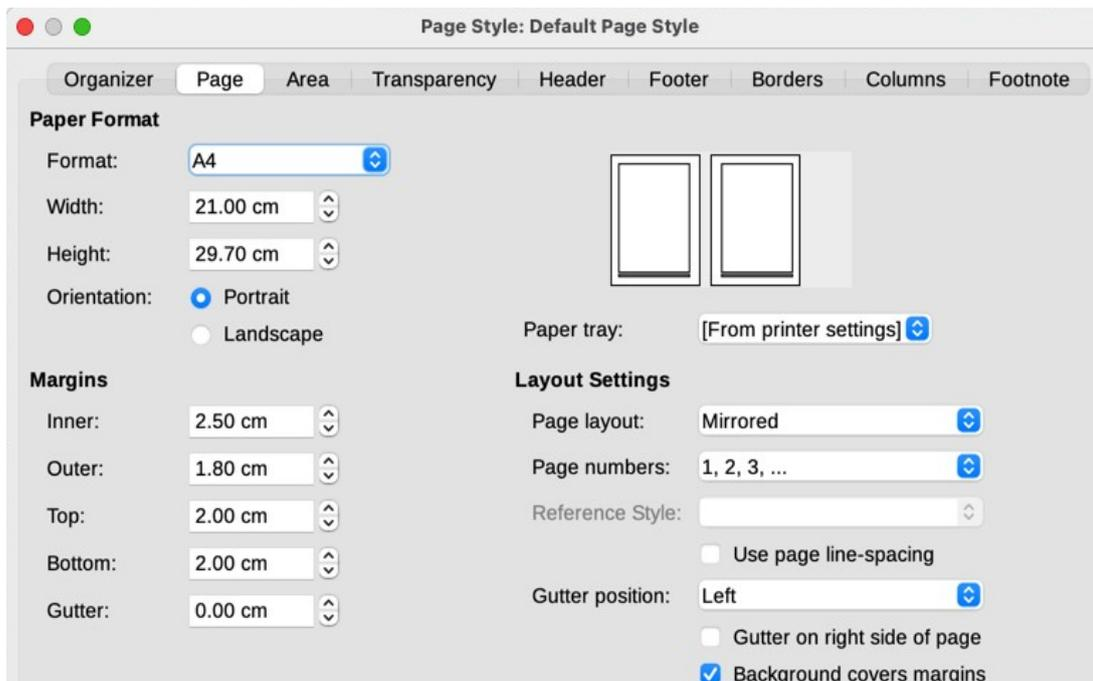 Page Style: Default Page Style
Organizer Page Area Transparency Header Footer Borders Columns Footnote
Paper Format
Format: A4
Width: 21.00 cm
Height: 29.70 cm
Orientation: Portrait
Landscape
Paper tray: [From printer settings]
Margins
Inner: 2.50 cm
Outer: 1.80 cm
Top: 2.00 cm
Bottom: 2.00 cm
Gutter: 0.00 cm
Layout Settings
Page layout: Mirrored
Page numbers: 1, 2, 3, ...
Reference Style:
Use page line-spacing
Gutter position: Left
Gutter on right side of page
Background covers margins